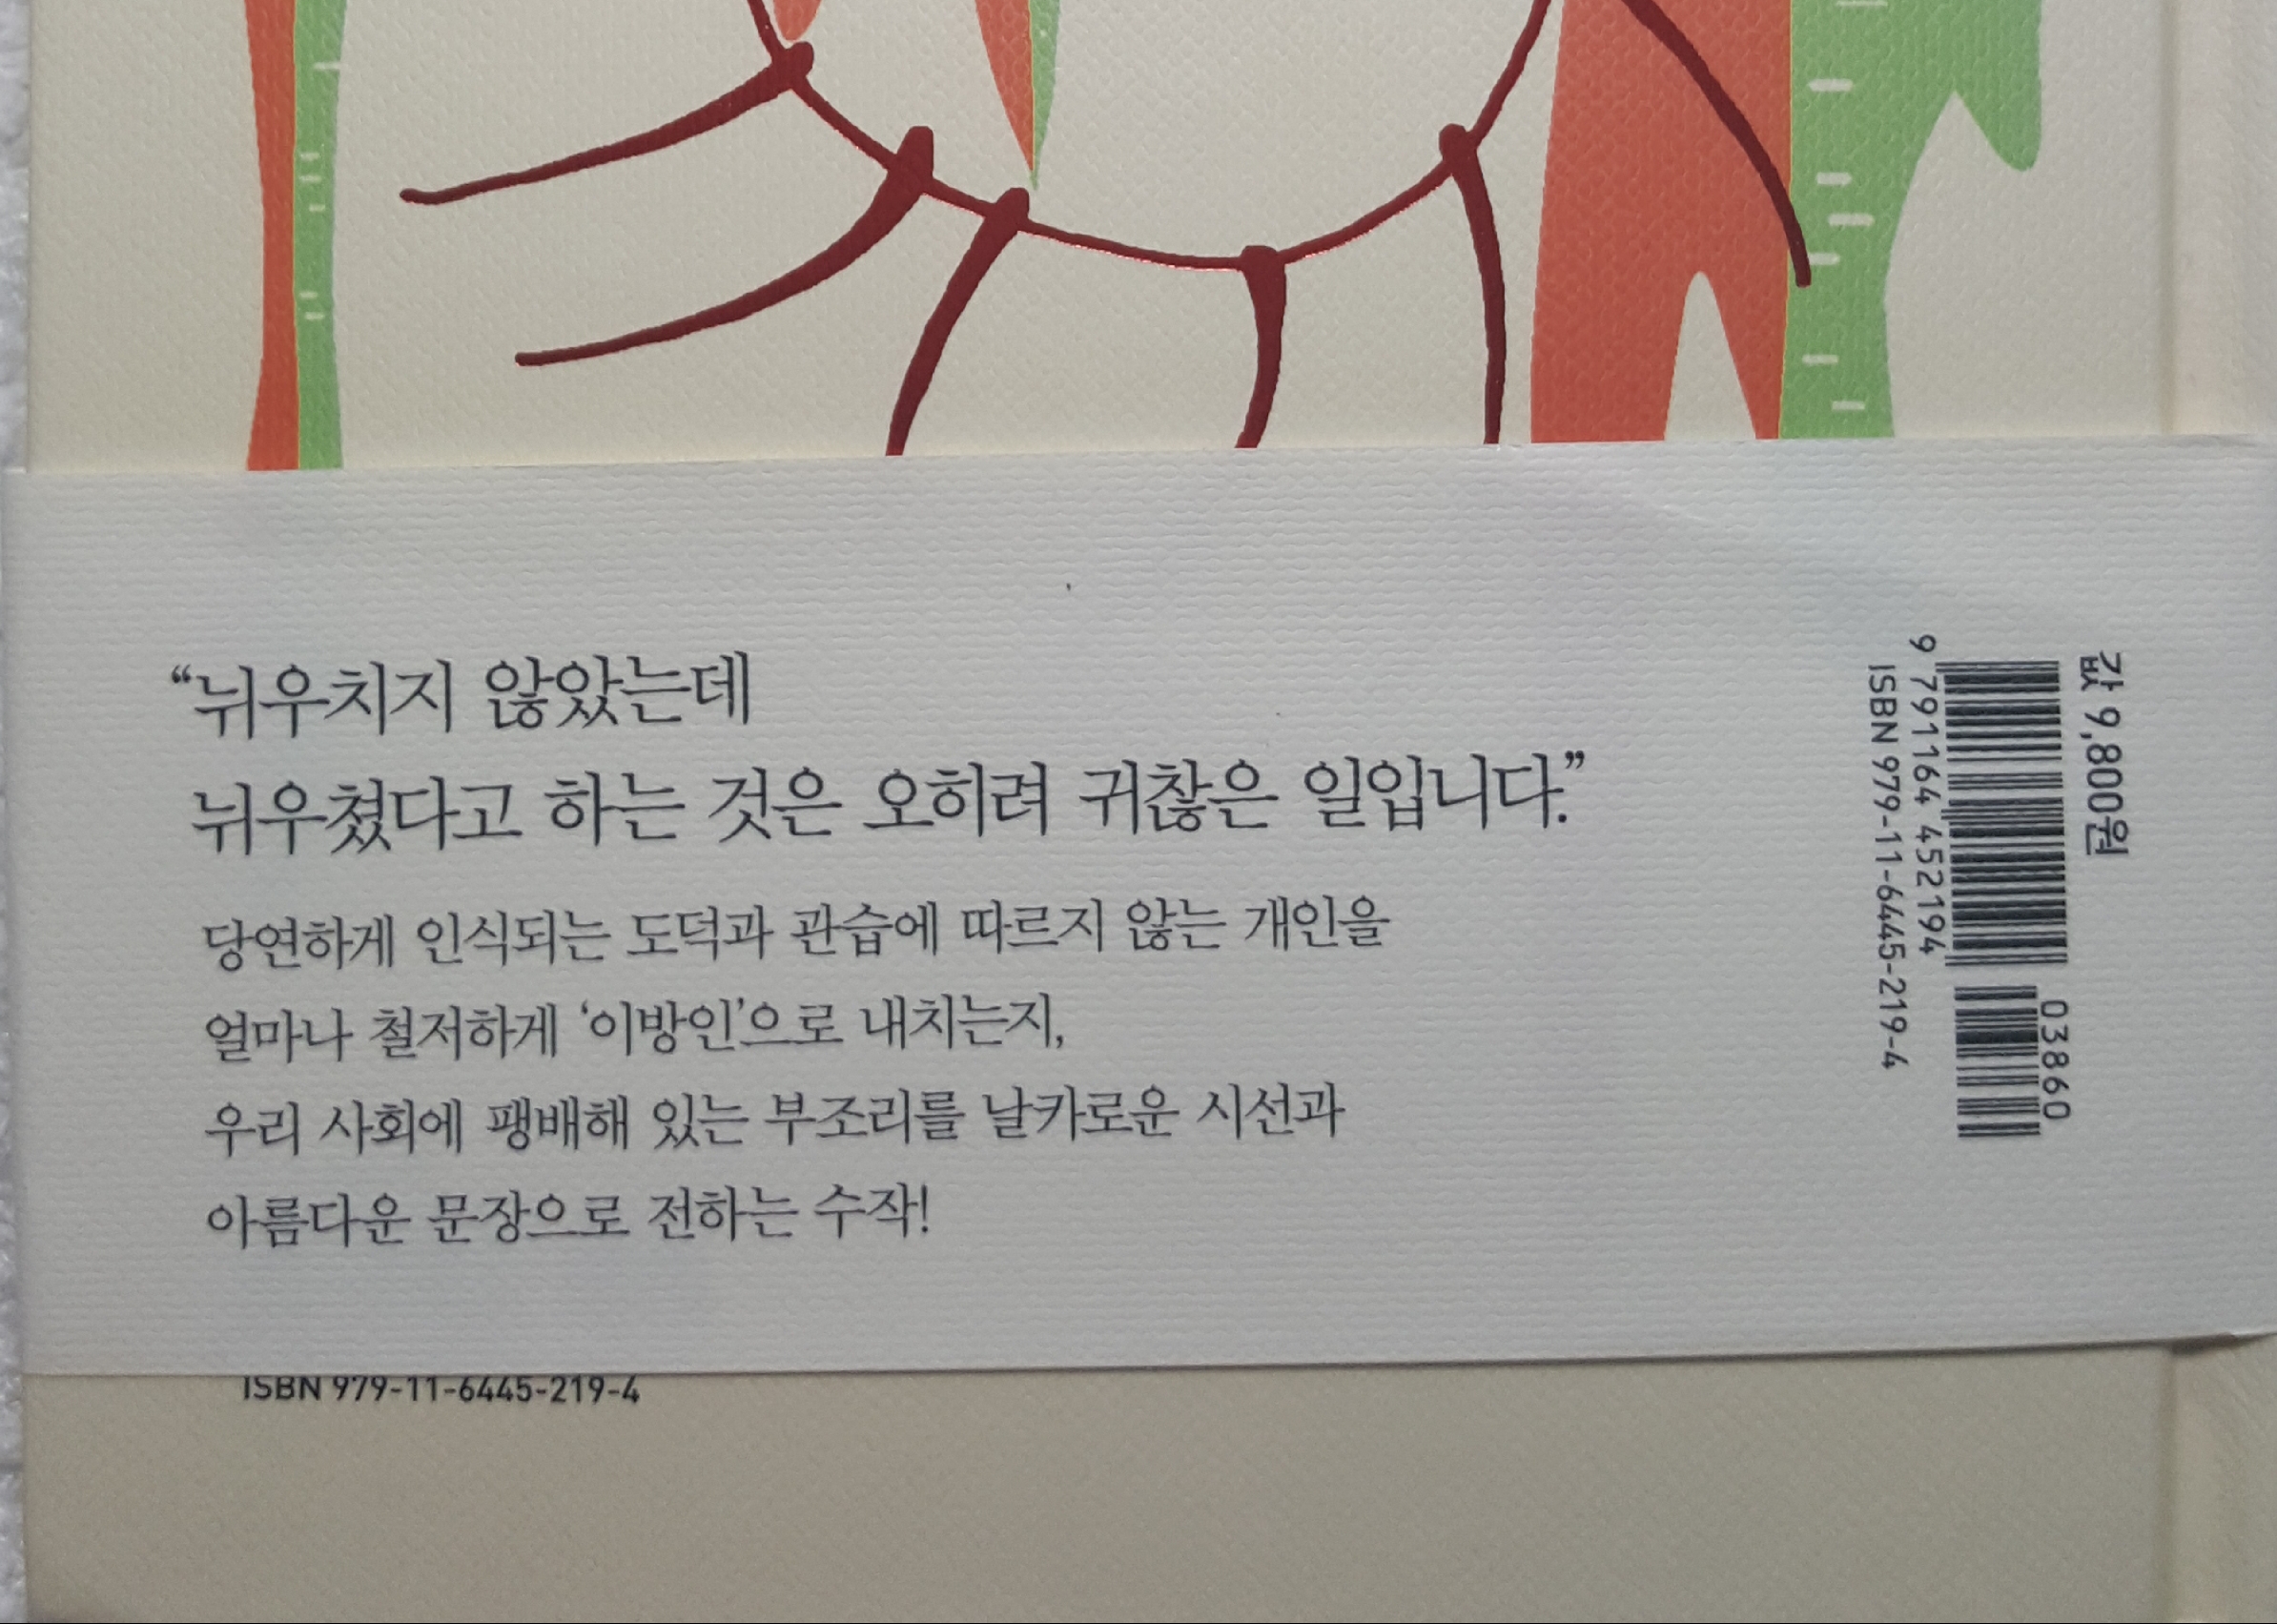 “뉘우치지 않았는데
뉘우쳤다고 하는 것은 오히려 귀찮은 일입니다.”
당연하게 인식되는 도덕과 관습에 따르지 않는 개인을
얼마나 철저하게 ‘이방인’으로 내치는지,
우리 사회에 팽배해 있는 부조리를 날카로운 시선과
아름다운 문장으로 전하는 수작!
값 9,800원
03860
9 791164 452194
ISBN 979-11-6445-219-4
ISBN 979-11-6445-219-4